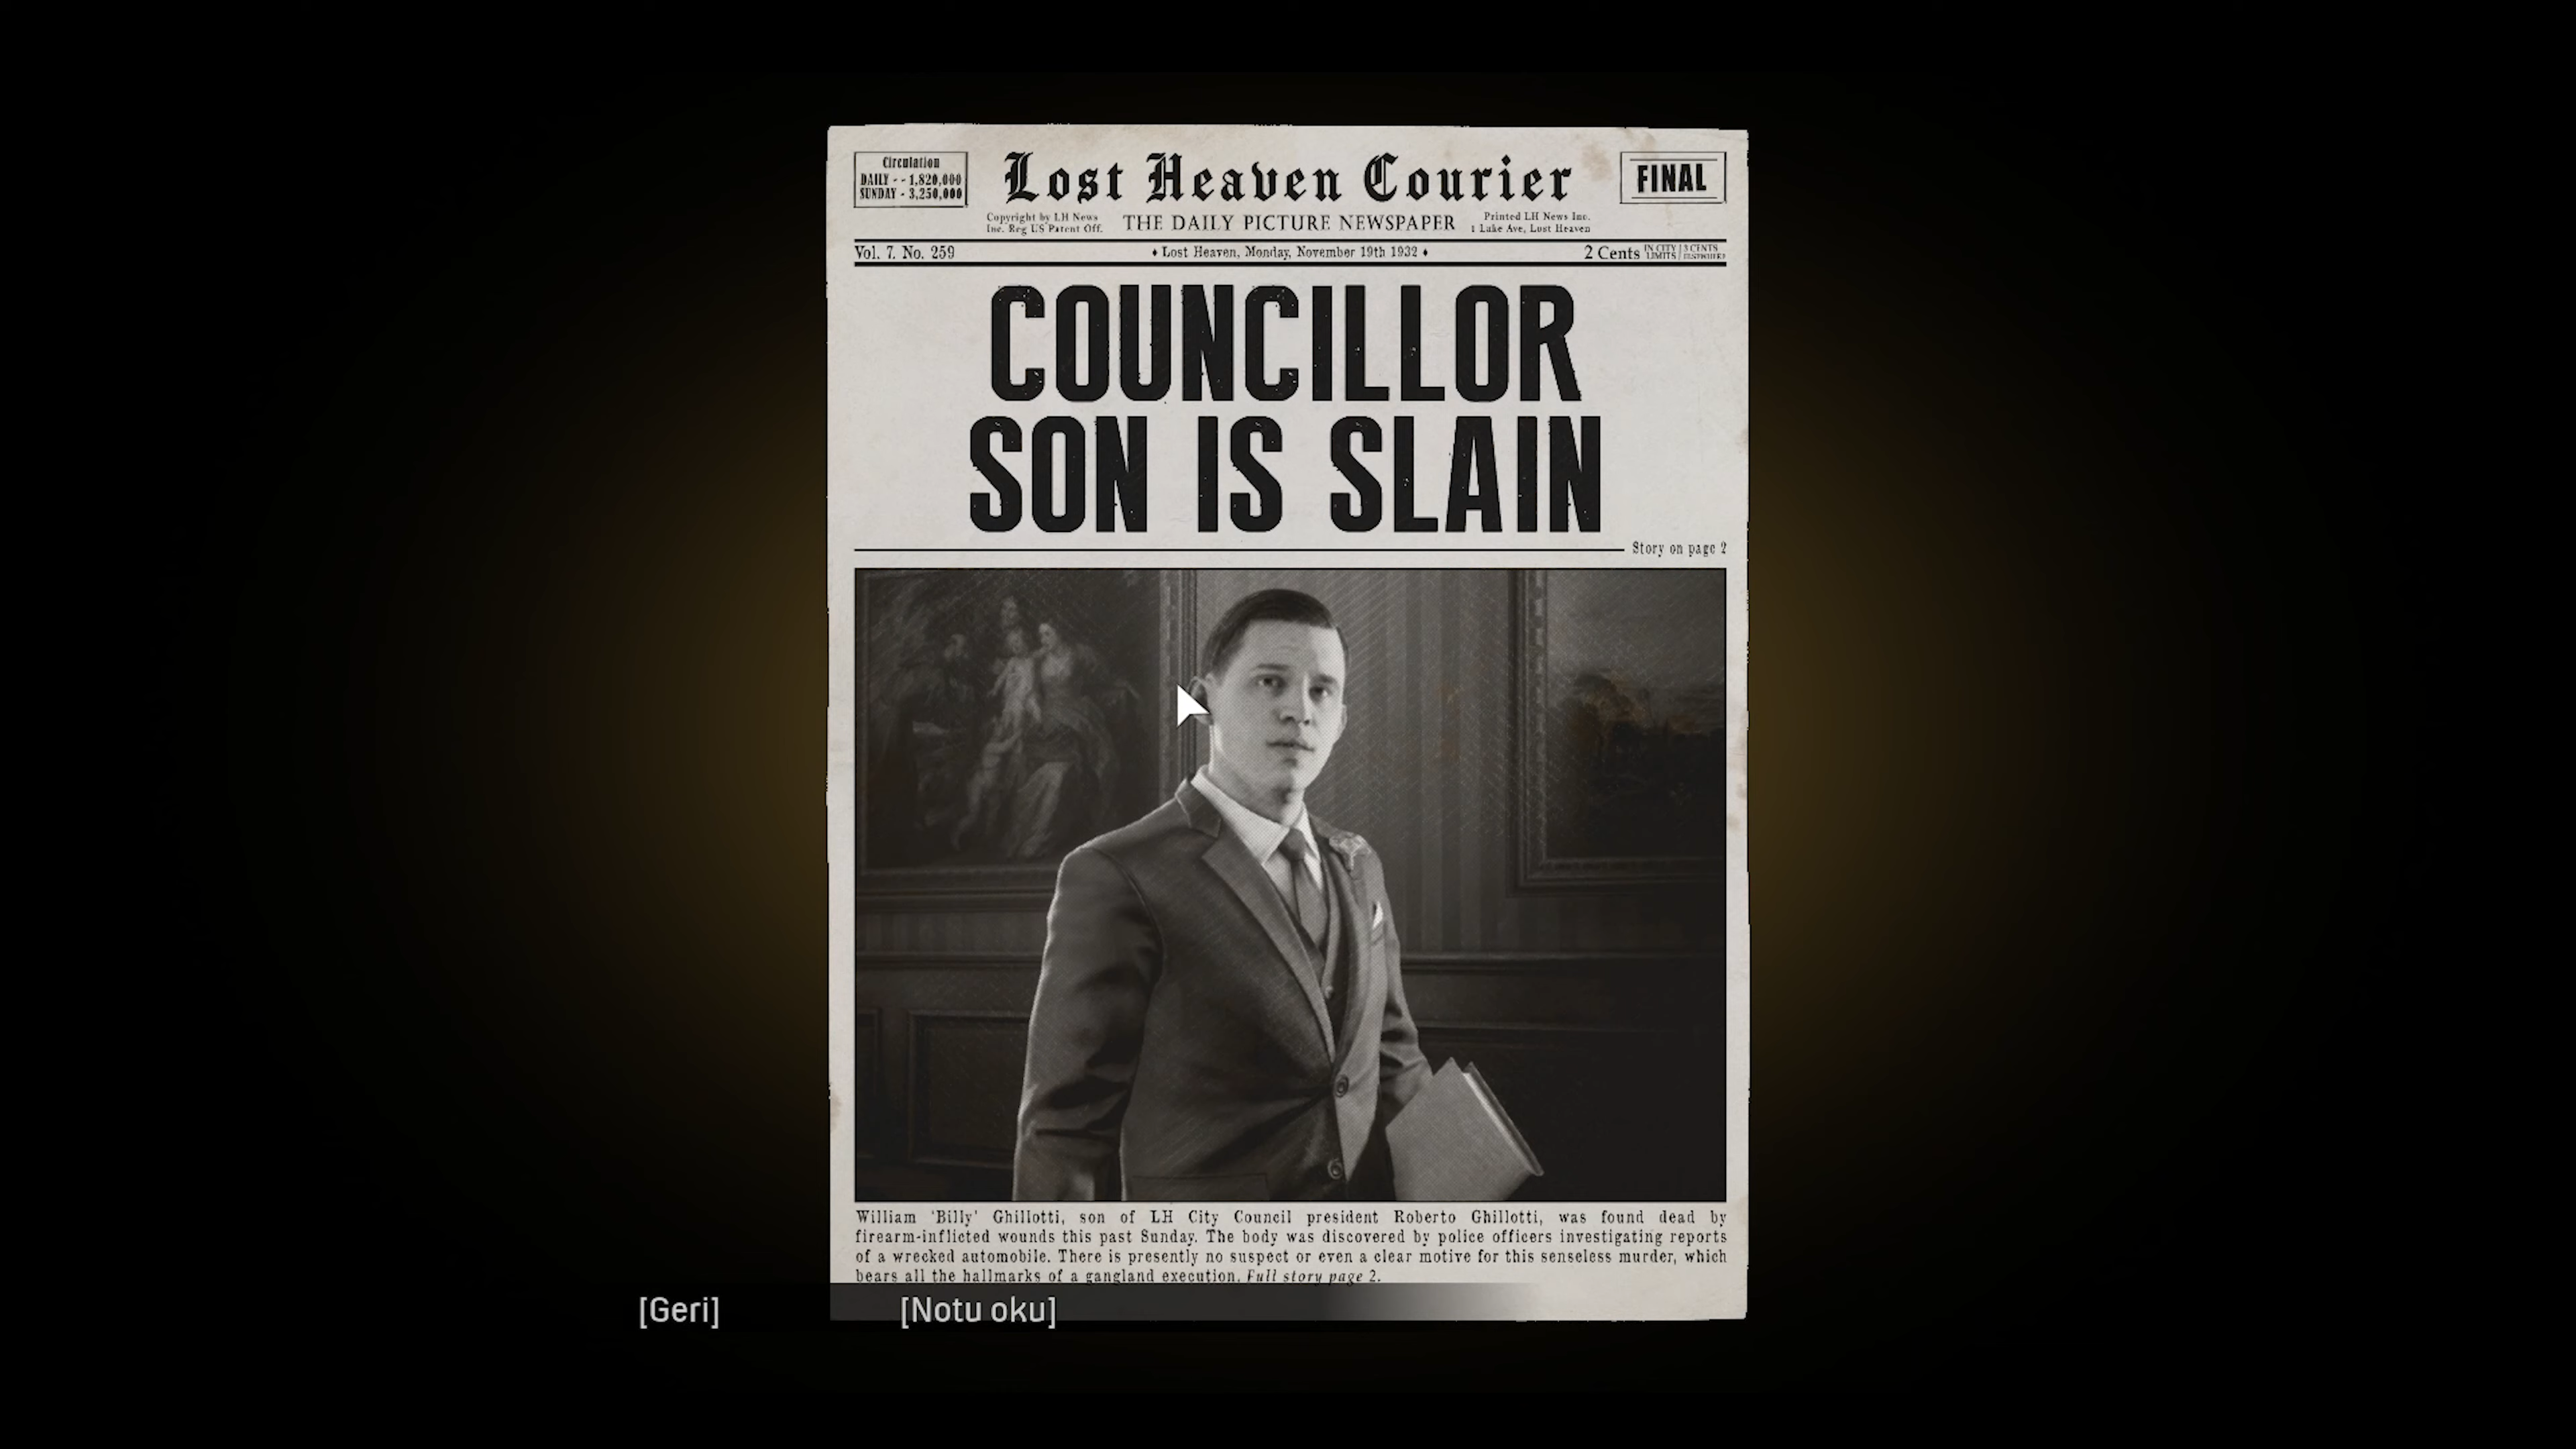 Circulation
DAILY - - 1,820,000
SUNDAY - 3,250,000
Lost Heaven Courier
FINAL
Copyright by LH News
Inc. Reg US Patent Off.
THE DAILY PICTURE NEWSPAPER
Printed LH News Inc.
1 Lake Ave, Lost Heaven
Vol. 7. No. 259
♦ Lost Heaven, Monday, November 19th 1932 ♦
2 Cents
IN CITY
LIMITS
3 CENTS
COUNCILLOR
SON IS SLAIN
Story on page 2
William 'Billy' Ghillotti, son of LH City Council president Roberto Ghillotti, was found dead by
firearm-inflicted wounds this past Sunday. The body was discovered by police officers investigating reports
of a wrecked automobile. There is presently no suspect or even a clear motive for this senseless murder, which
bears all the hallmarks of a gangland execution. Full story page 2.
[Geri]
[Notu oku]